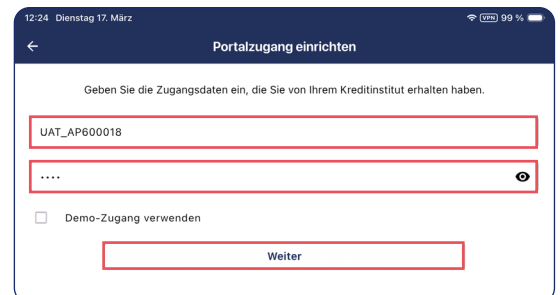 12:24 Dienstag 17. März VPN 99 %
Portalzugang einrichten
Geben Sie die Zugangsdaten ein, die Sie von Ihrem Kreditinstitut erhalten haben.
UAT_AP600018
••••
Demo-Zugang verwenden
Weiter